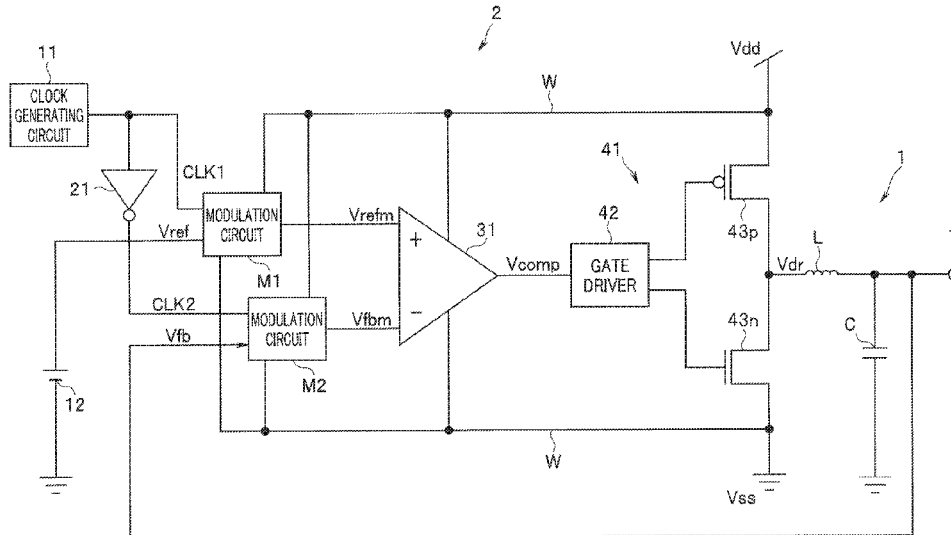 2
11
CLOCK
GENERATING
CIRCUIT
Vdd
W
21
CLK1
41
1
Vref
MODULATION
CIRCUIT
M1
Vrefm
+
31
42
GATE
DRIVER
43p
Vcomp
Vdr
L
CLK2
MODULATION
CIRCUIT
M2
Vfbm
−
Vfb
43n
C
12
W
Vss